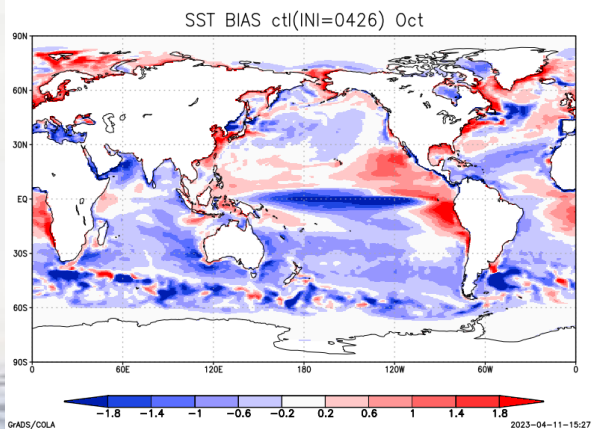 SST BIAS ctl(INI=0426) Oct
90N
60N
30N
EQ
30S
60S
90S
0 60E 120E 180 120W 60W 0
-1.8 -1.4 -1 -0.6 -0.2 0.2 0.6 1 1.4 1.8
GrADS/COLA 2023-04-11-15:27